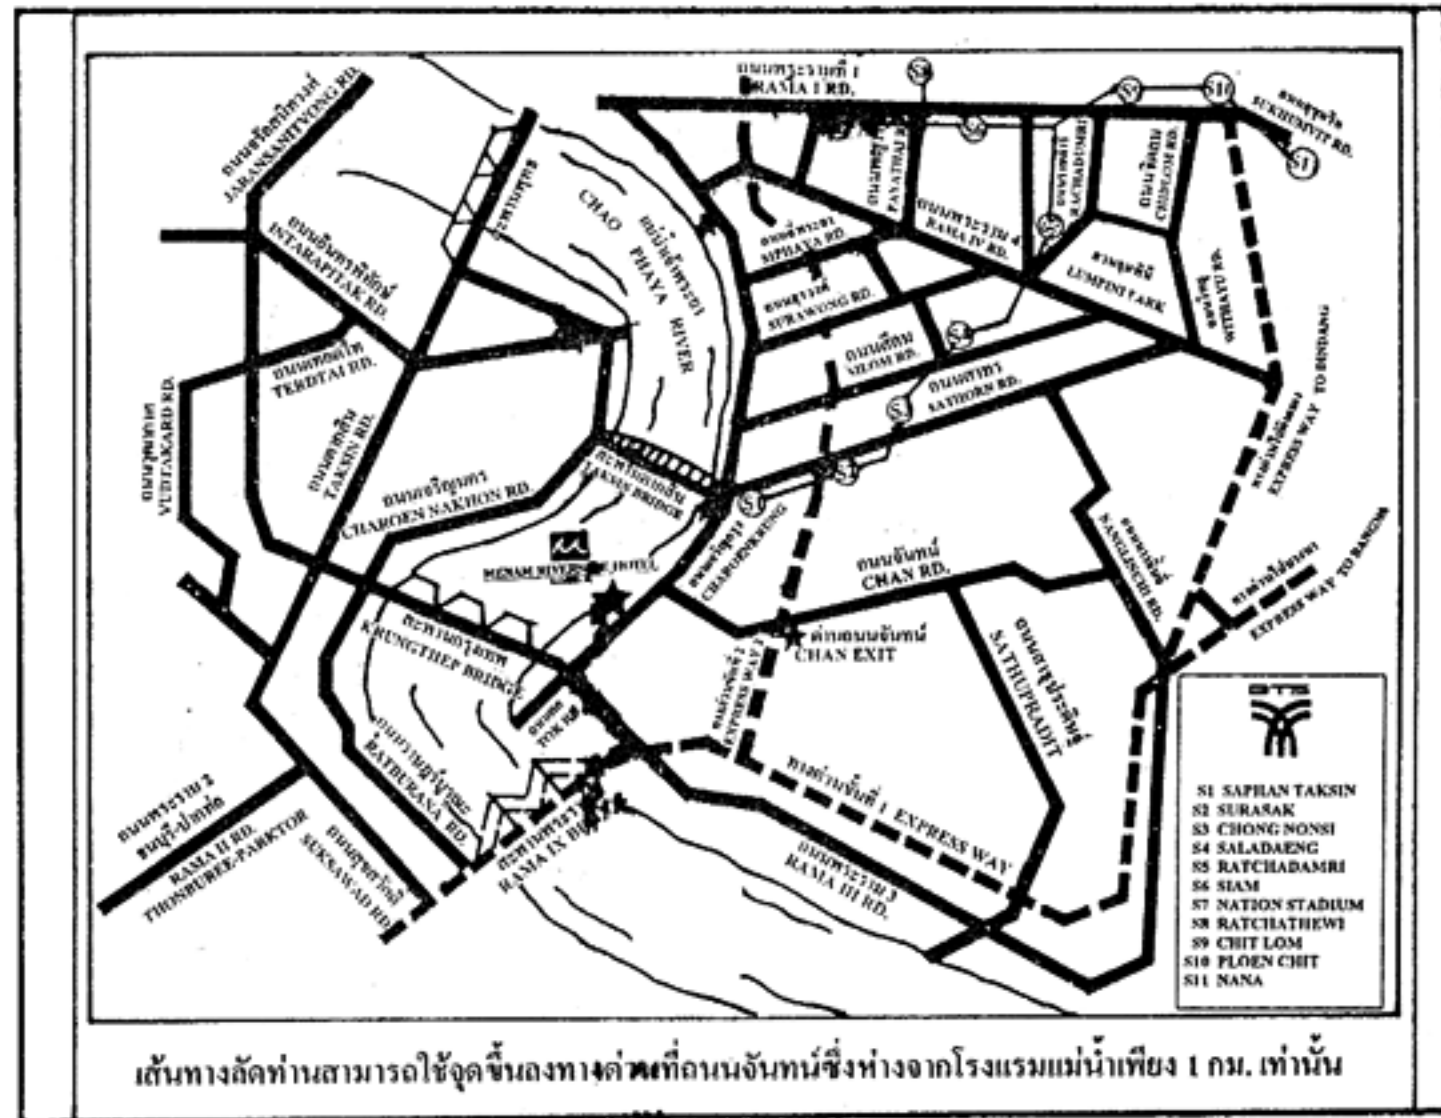 ถนนพระรามที่ 1
RAMA I RD.
S8
S9
S10
ถนนสุขุมวิท
SUKHUMVIT RD.
ถนนจรัลสนิทวงศ์
JARANSANITVONG RD.
ถนนพญาไท
PAYATHAI RD.
RACHADUMRI
ถนนชิดลม
CHIDLOM RD.
CHAO PHAYA RIVER
แม่น้ำเจ้าพระยา
ถนนอินทรพิทักษ์
INTARAPITAK RD.
ถนนสี่พระยา
SIPHAYA RD.
ถนนพระราม 4
RAMA IV RD.
สวนลุมพินี
LUMPINI PARK
ถนนวิทยุ
WITHAYU RD.
ถนนสุรวงศ์
SURAWONG RD.
ถนนสีลม
SILOM RD.
ถนนสาทร
SATHORN RD.
ถนนเทอดไท
TERDTAI RD.
VUDTAKARD RD.
ถนนตากสิน
TAKSIN RD.
ถนนเจริญนคร
CHAROEN NAKHON RD.
สะพานตากสิน
TAKSIN BRIDGE
EXPRESS WAY TO DINDANG
MENAM RIVERSIDE HOTEL
ถนนเจริญกรุง
CHAROENKRUNG
ถนนจันทน์
CHAN RD.
NANGLINCHI RD.
EXPRESS WAY TO BANGNA
สะพานกรุงเทพ
KRUNGTHEP BRIDGE
ด่านถนนจันทน์
CHAN EXIT
ทางด่วนขั้นที่ 2
EXPRESS WAY 2
ถนนสาธุประดิษฐ์
SATHUPRADIT
ถนนตก
TOK RD.
ถนนราษฎร์บูรณะ
RATBURANA RD.
ทางด่วนขั้นที่ 1 EXPRESS WAY
ถนนพระราม 3
RAMA III RD.
สะพานพระราม 9
RAMA IX BRIDGE
ถนนพระราม 2
ธนบุรี-ปากท่อ
RAMA II RD.
THONBUREE-PARKTOR
ถนนสุขสวัสดิ์
SUKSAWAD RD.
BTS
S1 SAPHAN TAKSIN
S2 SURASAK
S3 CHONG NONSI
S4 SALADAENG
S5 RATCHADAMRI
S6 SIAM
S7 NATION STADIUM
S8 RATCHATHEWI
S9 CHIT LOM
S10 PLOEN CHIT
S11 NANA
เส้นทางลัดท่านสามารถใช้จุดขึ้นลงทางด่วนที่ถนนจันทน์ซึ่งห่างจากโรงแรมแม่น้ำเพียง 1 กม. เท่านั้น